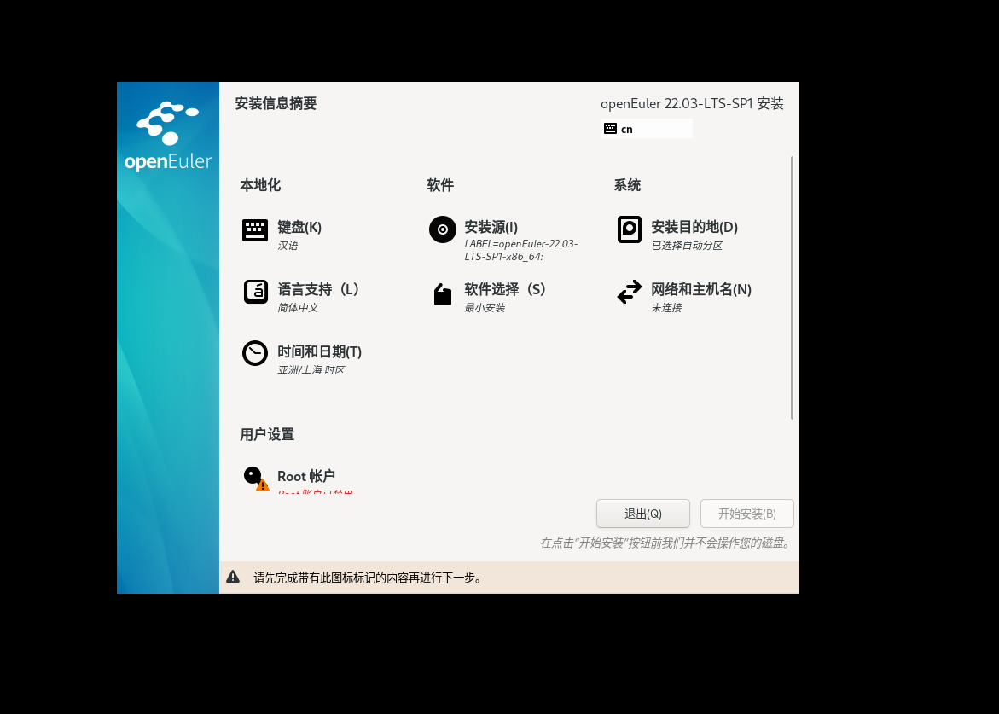 安装信息摘要
openEuler 22.03-LTS-SP1 安装
cn
openEuler
本地化
软件
系统
键盘(K)
汉语
安装源(I)
LABEL=openEuler-22.03-
LTS-SP1-x86_64:
安装目的地(D)
已选择自动分区
语言支持（L）
简体中文
软件选择（S）
最小安装
网络和主机名(N)
未连接
时间和日期(T)
亚洲/上海 时区
用户设置
Root 帐户
Root 账户已禁用
退出(Q)
开始安装(B)
在点击“开始安装”按钮前我们并不会操作您的磁盘。
请先完成带有此图标标记的内容再进行下一步。